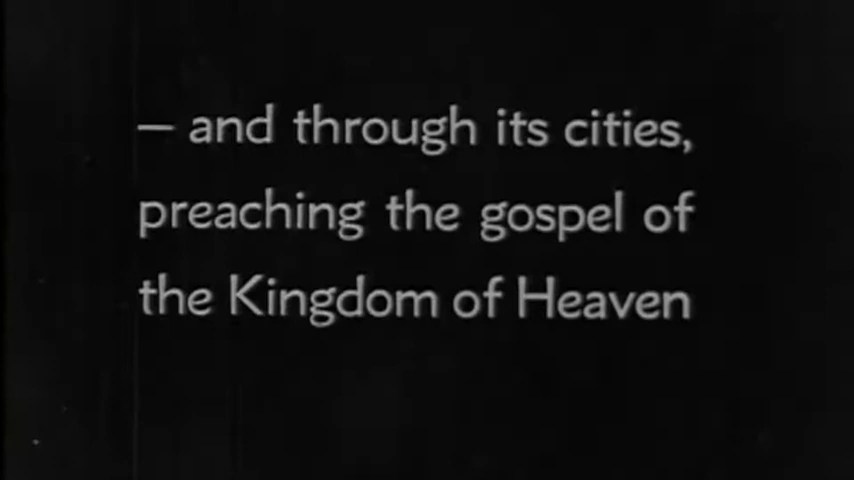 — and through its cities,
preaching the gospel of
the Kingdom of Heaven